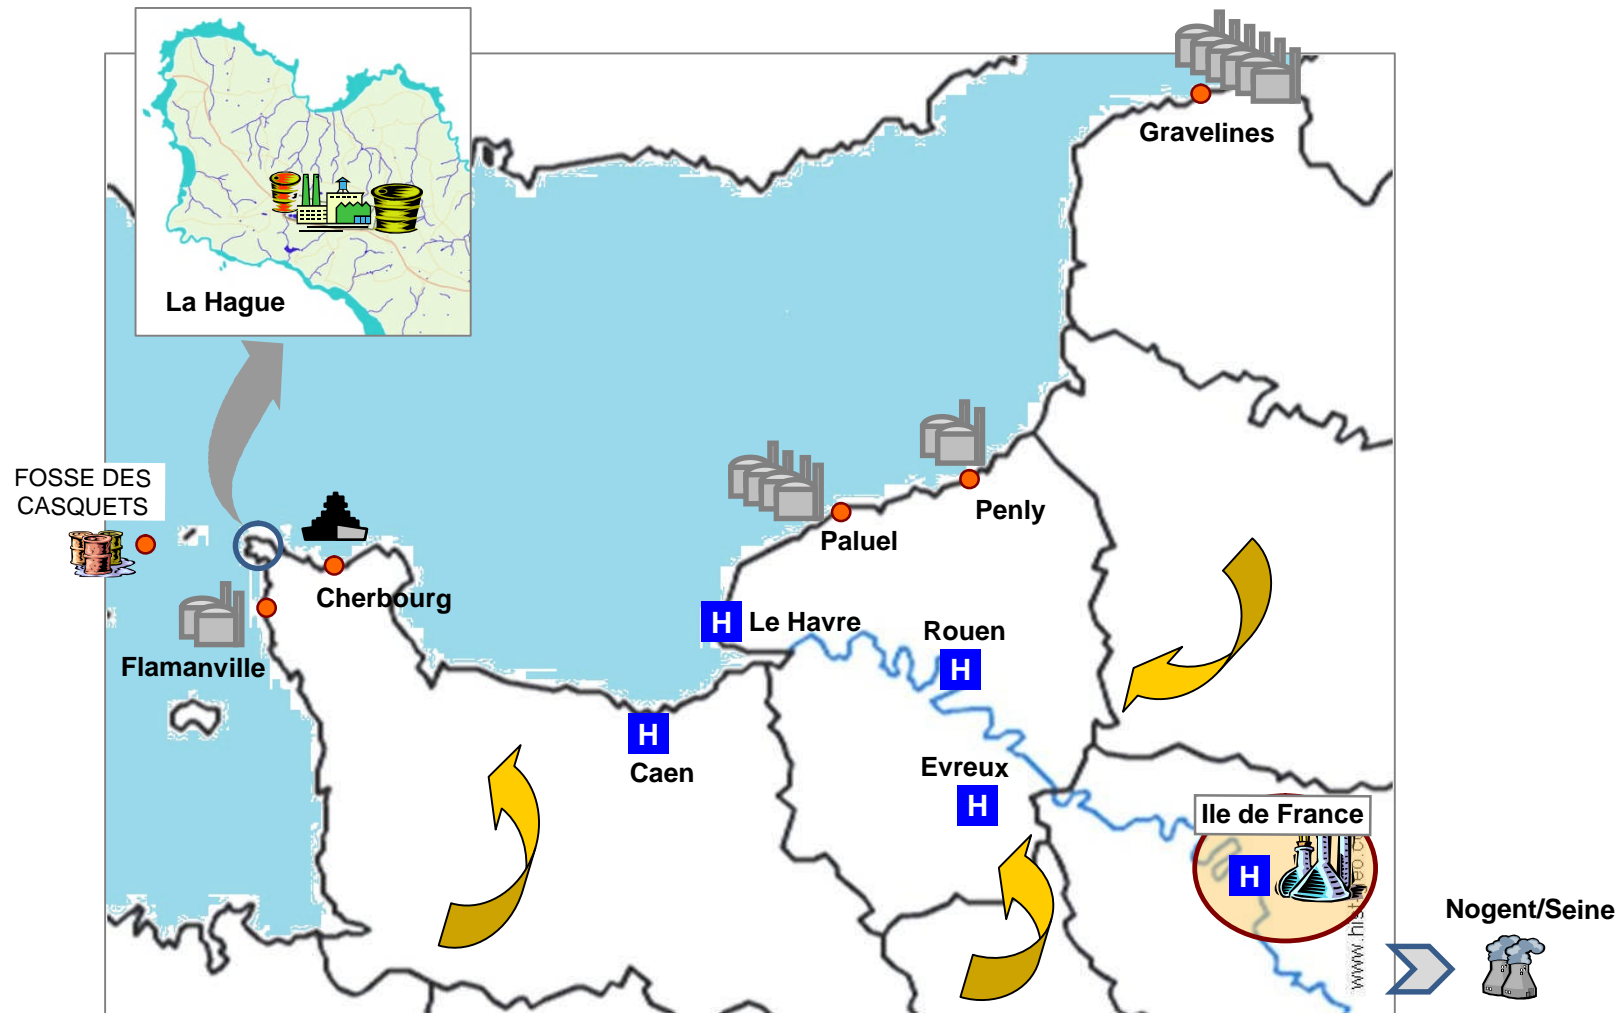 Gravelines
La Hague
FOSSE DES
CASQUETS
Penly
Paluel
Cherbourg
H
Le Havre
Rouen
H
Flamanville
H
Caen
Evreux
H
Ile de France
H
Nogent/Seine